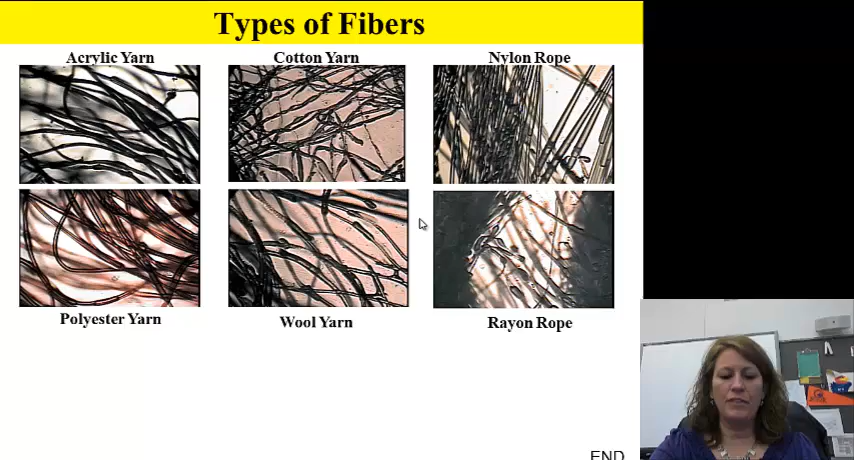 Types of Fibers
Acrylic Yarn
Cotton Yarn
Nylon Rope
Polyester Yarn
Wool Yarn
Rayon Rope
END